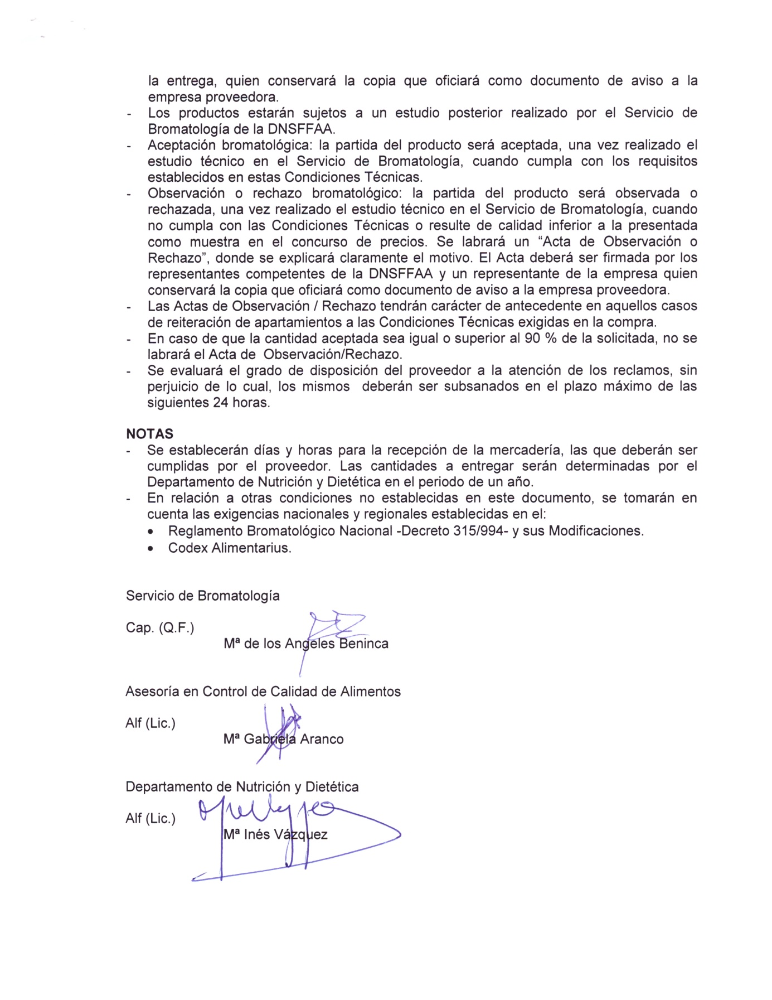 la entrega, quien conservará la copia que oficiará como documento de aviso a la
empresa proveedora.
- Los productos estarán sujetos a un estudio posterior realizado por el Servicio de
Bromatología de la DNSFFAA.
- Aceptación bromatológica: la partida del producto será aceptada, una vez realizado el
estudio técnico en el Servicio de Bromatología, cuando cumpla con los requisitos
establecidos en estas Condiciones Técnicas.
- Observación o rechazo bromatológico: la partida del producto será observada o
rechazada, una vez realizado el estudio técnico en el Servicio de Bromatología, cuando
no cumpla con las Condiciones Técnicas o resulte de calidad inferior a la presentada
como muestra en el concurso de precios. Se labrará un “Acta de Observación o
Rechazo”, donde se explicará claramente el motivo. El Acta deberá ser firmada por los
representantes competentes de la DNSFFAA y un representante de la empresa quien
conservará la copia que oficiará como documento de aviso a la empresa proveedora.
- Las Actas de Observación / Rechazo tendrán carácter de antecedente en aquellos casos
de reiteración de apartamientos a las Condiciones Técnicas exigidas en la compra.
- En caso de que la cantidad aceptada sea igual o superior al 90 % de la solicitada, no se
labrará el Acta de Observación/Rechazo.
- Se evaluará el grado de disposición del proveedor a la atención de los reclamos, sin
perjuicio de lo cual, los mismos deberán ser subsanados en el plazo máximo de las
siguientes 24 horas.
NOTAS
- Se establecerán días y horas para la recepción de la mercadería, las que deberán ser
cumplidas por el proveedor. Las cantidades a entregar serán determinadas por el
Departamento de Nutrición y Dietética en el periodo de un año.
- En relación a otras condiciones no establecidas en este documento, se tomarán en
cuenta las exigencias nacionales y regionales establecidas en el:
• Reglamento Bromatológico Nacional -Decreto 315/994- y sus Modificaciones.
• Codex Alimentarius.
Servicio de Bromatología
Cap. (Q.F.)
Mª de los Angeles Beninca
Asesoría en Control de Calidad de Alimentos
Alf (Lic.)
Mª Gabriela Aranco
Departamento de Nutrición y Dietética
Alf (Lic.)
Mª Inés Vázquez